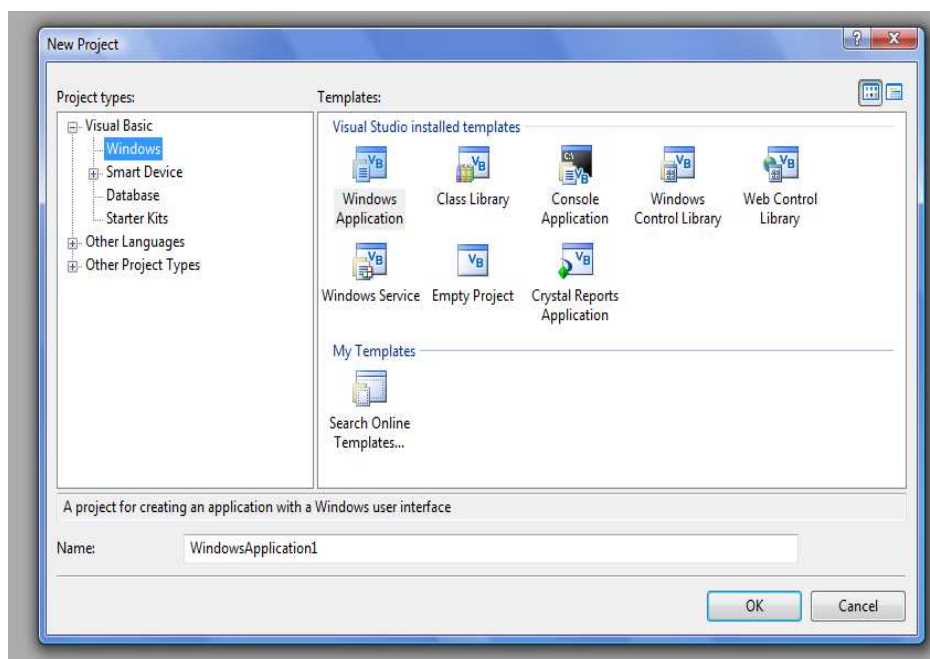 New Project
Project types:
Templates:
Visual Basic
Windows
Smart Device
Database
Starter Kits
Other Languages
Other Project Types
Visual Studio installed templates
Windows
Application
Class Library
Console
Application
Windows
Control Library
Web Control
Library
Windows Service
Empty Project
Crystal Reports
Application
My Templates
Search Online
Templates...
A project for creating an application with a Windows user interface
Name:
WindowsApplication1
OK
Cancel